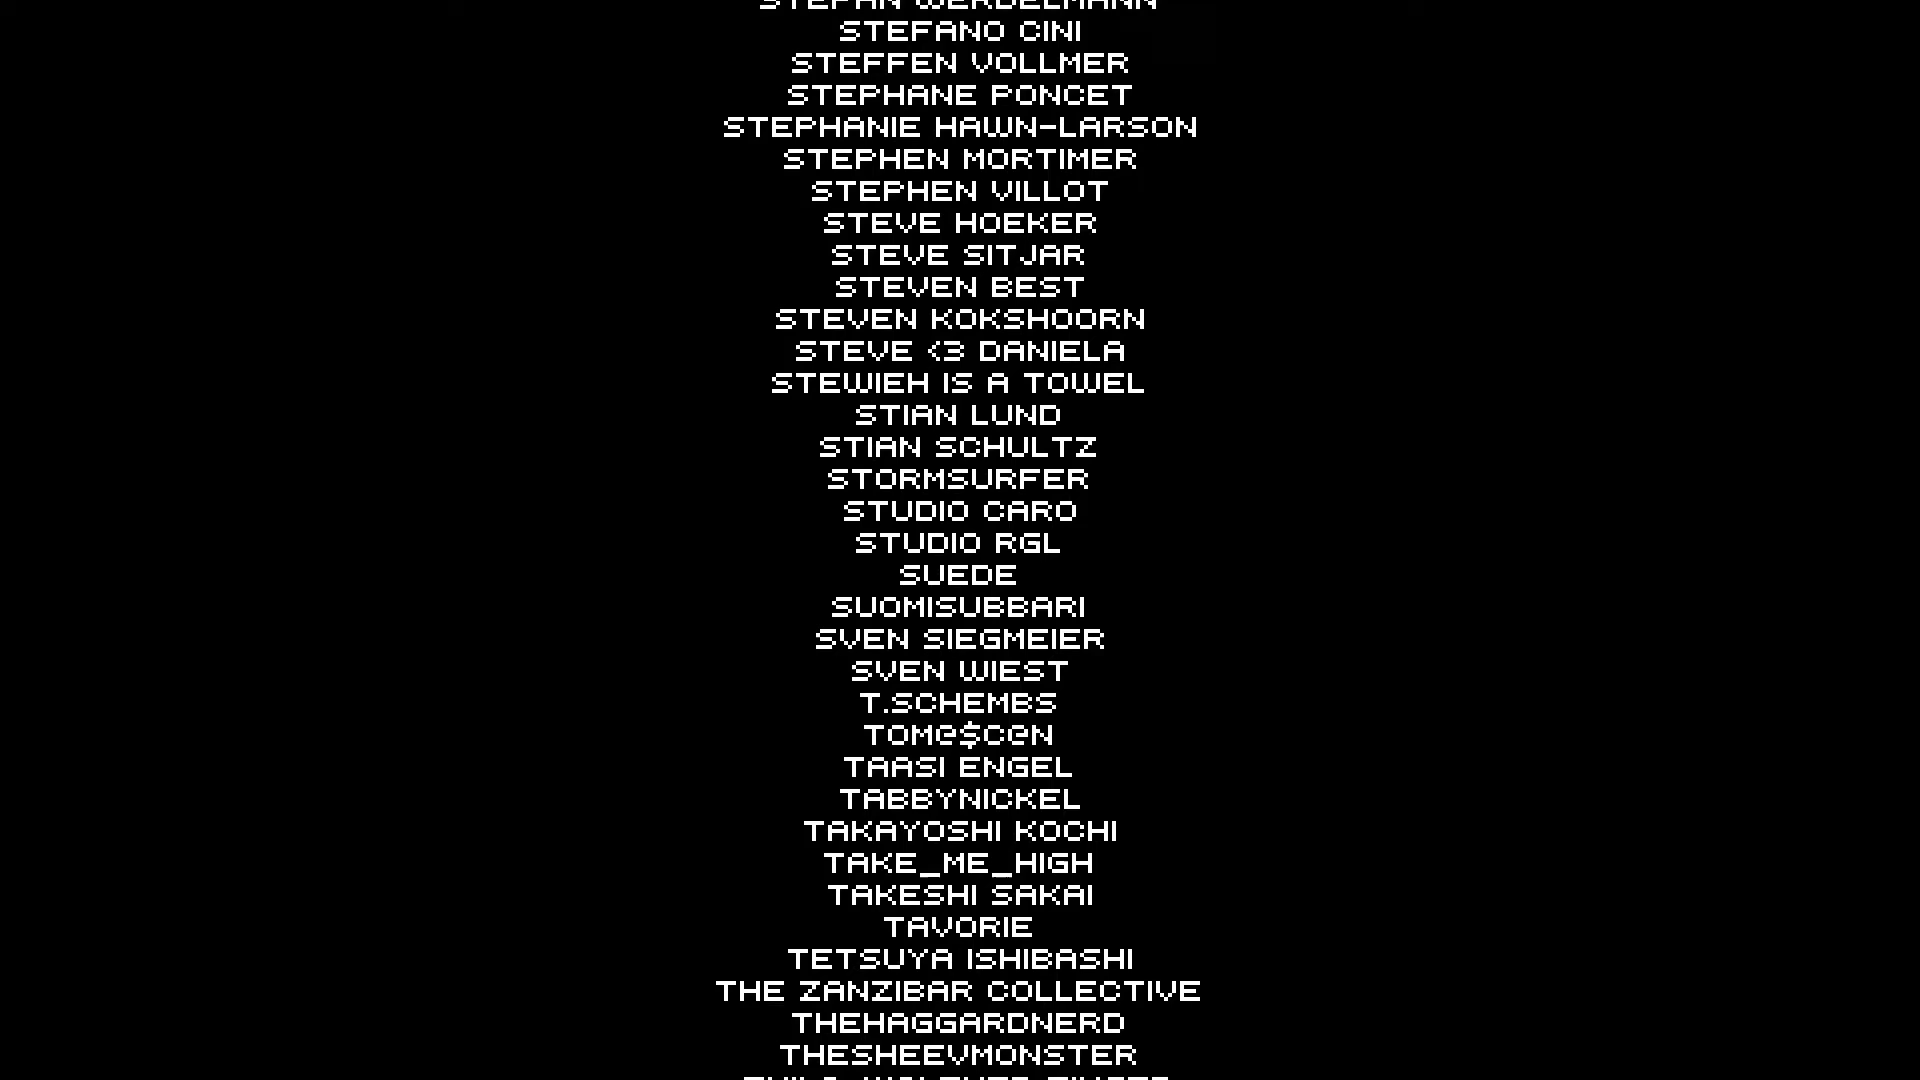 STEFAN WERDELMANN
STEFANO CINI
STEFFEN VOLLMER
STEPHANE PONCET
STEPHANIE HAWN-LARSON
STEPHEN MORTIMER
STEPHEN VILLOT
STEVE HOEKER
STEVE SITJAR
STEVEN BEST
STEVEN KOKSHOORN
STEVE <3 DANIELA
STEWIEH IS A TOWEL
STIAN LUND
STIAN SCHULTZ
STORMSURFER
STUDIO CARO
STUDIO RGL
SUEDE
SUOMISUBBARI
SVEN SIEGMEIER
SVEN WIEST
T.SCHEMBS
TOM@$C@N
TAASI ENGEL
TABBYNICKEL
TAKAYOSHI KOCHI
TAKE_ME_HIGH
TAKESHI SAKAI
TAVORIE
TETSUYA ISHIBASHI
THE ZANZIBAR COLLECTIVE
THEHAGGARDNERD
THESHEEVMONSTER